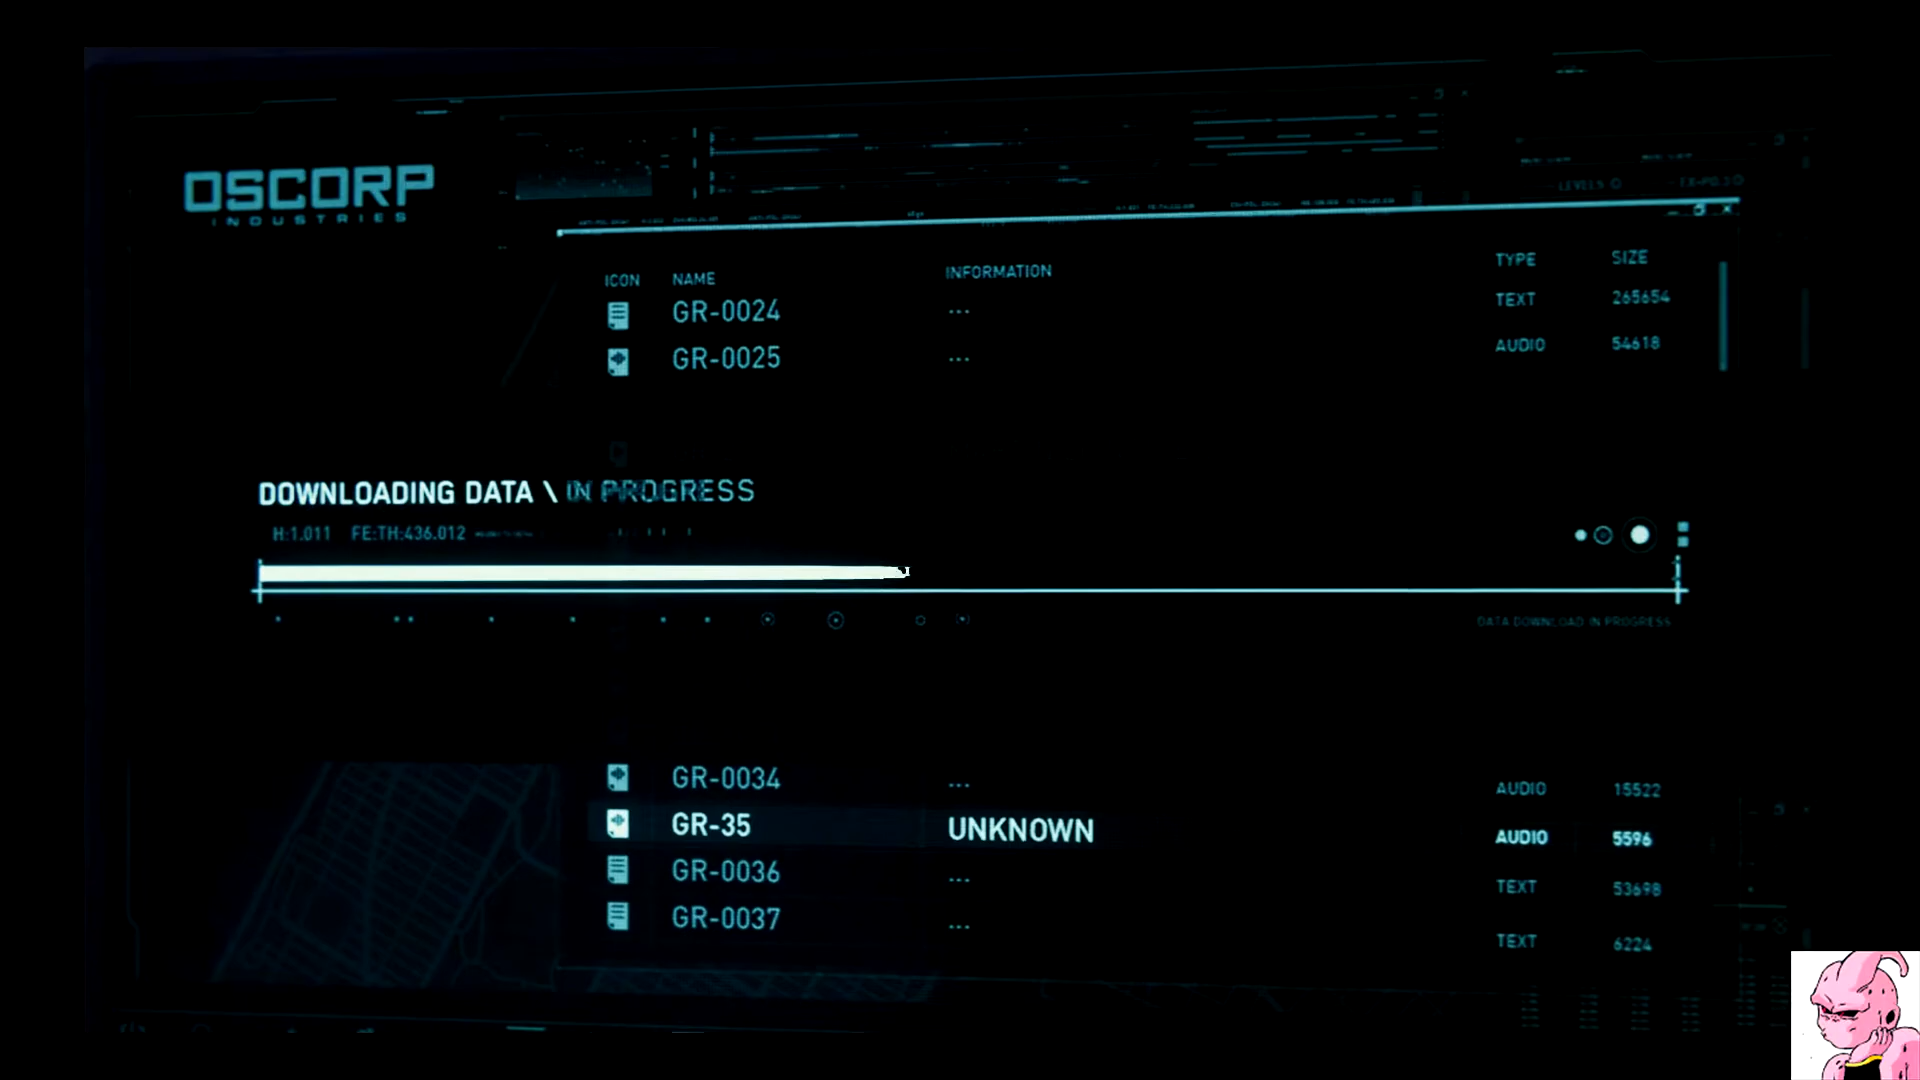 OSCORP
INDUSTRIES
LEVELS
ICON NAME INFORMATION TYPE SIZE
GR-0024 ... TEXT 265654
GR-0025 ... AUDIO 54618
DOWNLOADING DATA \ IN PROGRESS
H:1.011 FE:TH:436.012
DATA DOWNLOAD IN PROGRESS
GR-0034 ... AUDIO 15522
GR-35 UNKNOWN AUDIO 5596
GR-0036 ... TEXT 53698
GR-0037 ... TEXT 6224